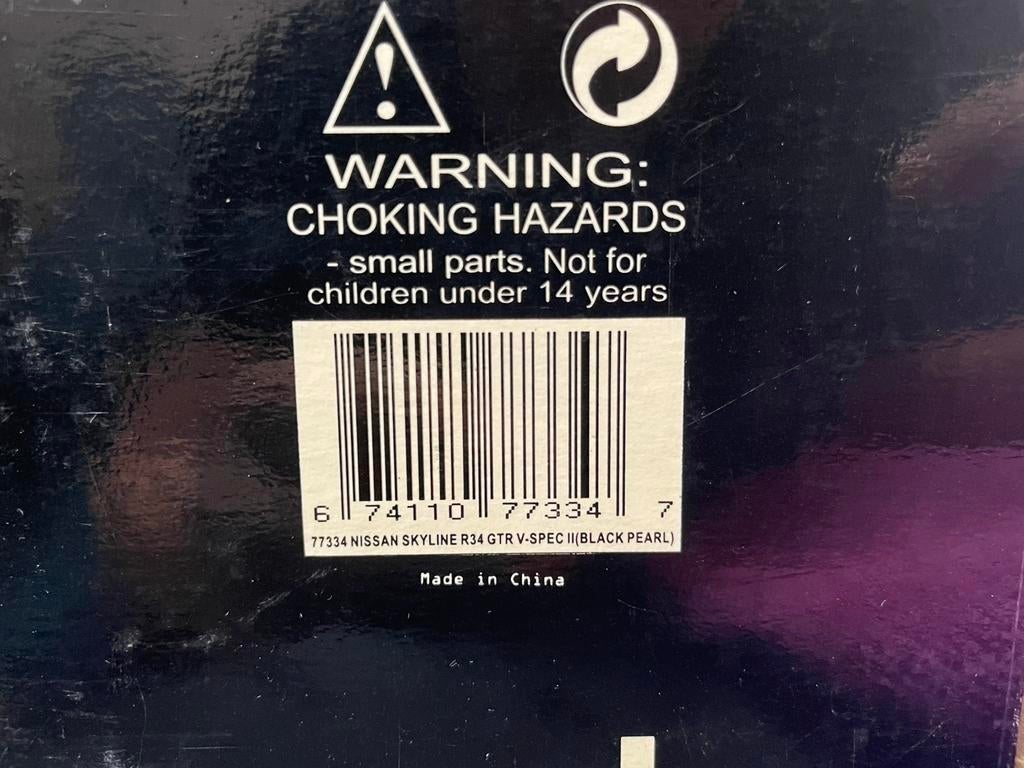 WARNING:
CHOKING HAZARDS
- small parts. Not for
children under 14 years
6 74110 77334 7
77334 NISSAN SKYLINE R34 GTR V-SPEC II(BLACK PEARL)
Made in China